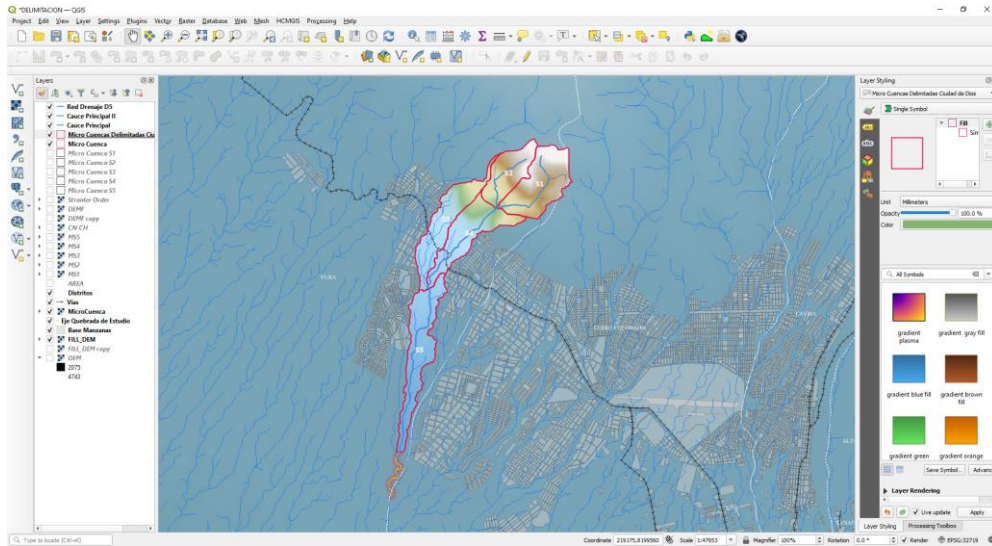 *DELIMITACION — QGIS
Project Edit View Layer Settings Plugins Vector Raster Database Web Mesh HCMGIS Processing Help
Layers
Red Drenaje D5
Cauce Principal II
Cauce Principal
Micro Cuencas Delimitadas Ciu
Micro Cuenca
Micro Cuenca S1
Micro Cuenca S2
Micro Cuenca S3
Micro Cuenca S4
Micro Cuenca S5
Stranler Order
DEMF
DEMF copy
CN CH
MS5
MS4
MS3
MS2
MS1
AREA
Distritos
Vias
MicroCuenca
Eje Quebrada de Estudio
Base Manzanas
FILL_DEM
FILL_DEM copy
DEM
2075
4743
S1
S5
YURA
CERRO COLORADO
CAYMA
Layer Styling
Micro Cuencas Delimitadas Ciudad de Dios
Single Symbol
Fill
Sim
Unit Millimeters
Opacity 100.0 %
Color
All Symbols
gradient plasma
gradient gray fill
gradient blue fill
gradient brown fill
gradient green
gradient orange
Save Symbol... Advanc
Layer Rendering
Live update Apply
Layer Styling Processing Toolbox
Type to locate (Ctrl+K)
Coordinate 219175,8199560 Scale 1:47953 Magnifier 100% Rotation 0.0 ° Render EPSG:32719